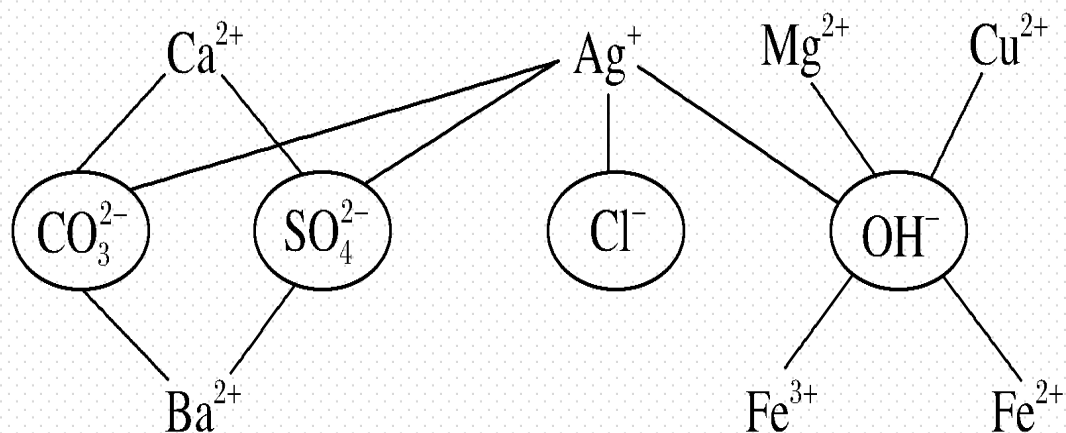 Ca²⁺ Ag⁺ Mg²⁺ Cu²⁺
CO₃²⁻ SO₄²⁻ Cl⁻ OH⁻
Ba²⁺ Fe³⁺ Fe²⁺